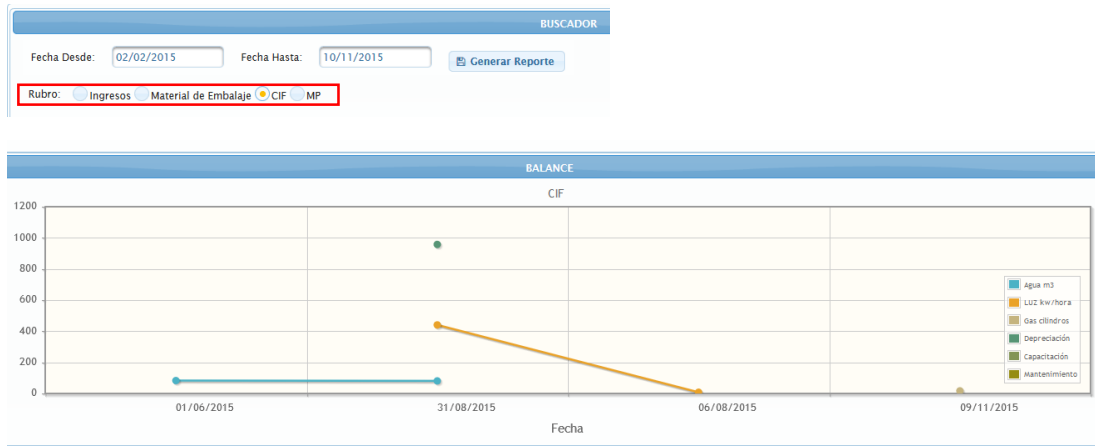 BUSCADOR
Fecha Desde: 02/02/2015 Fecha Hasta: 10/11/2015 Generar Reporte
Rubro: Ingresos Material de Embalaje CIF MP
BALANCE
CIF
1200
1000
800
600
400
200
0
Agua m3
LUZ kw/hora
Gas cilindros
Depreciación
Capacitación
Mantenimiento
01/06/2015 31/08/2015 06/08/2015 09/11/2015
Fecha